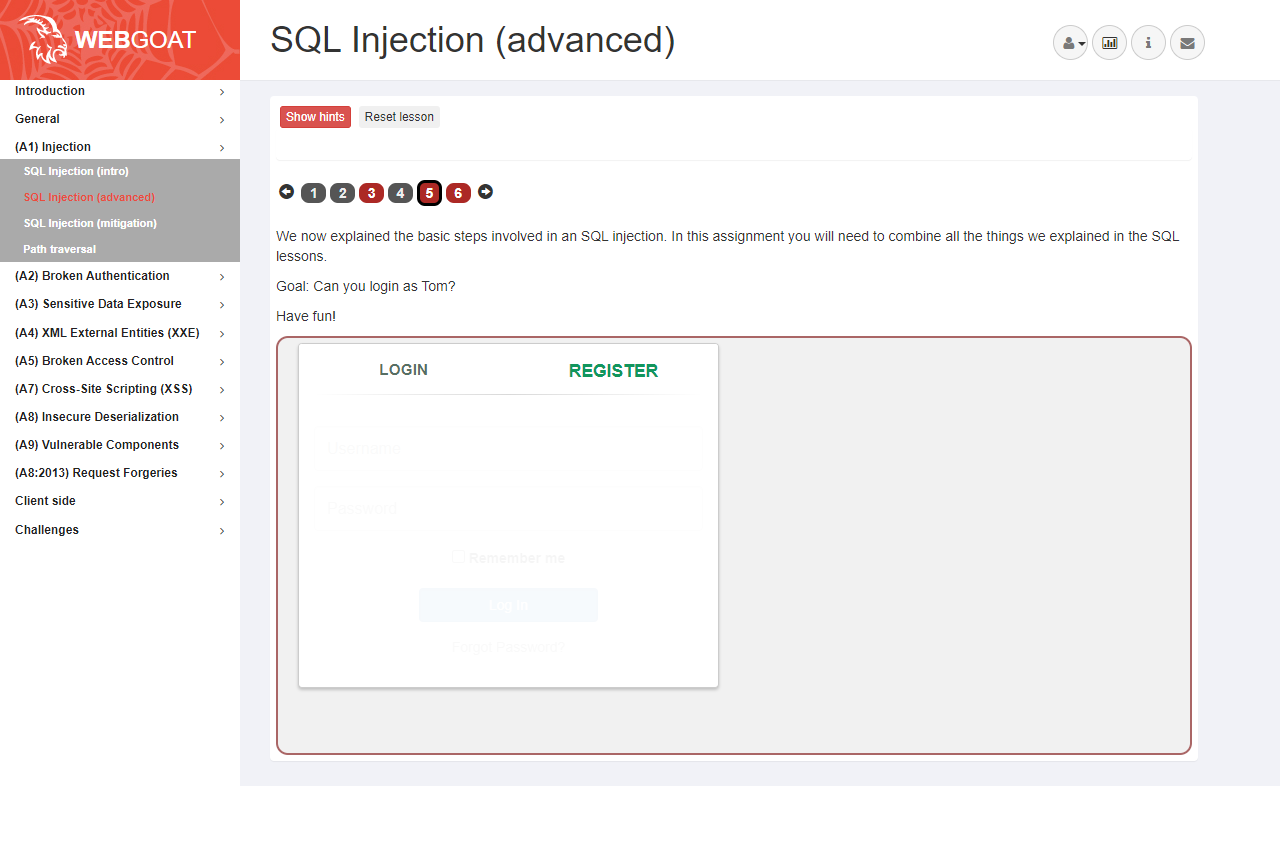 WEBGOAT
SQL Injection (advanced)
Introduction
General
(A1) Injection
SQL Injection (intro)
SQL Injection (advanced)
SQL Injection (mitigation)
Path traversal
(A2) Broken Authentication
(A3) Sensitive Data Exposure
(A4) XML External Entities (XXE)
(A5) Broken Access Control
(A7) Cross-Site Scripting (XSS)
(A8) Insecure Deserialization
(A9) Vulnerable Components
(A8:2013) Request Forgeries
Client side
Challenges
Show hints Reset lesson
1 2 3 4 5 6
We now explained the basic steps involved in an SQL injection. In this assignment you will need to combine all the things we explained in the SQL
lessons.
Goal: Can you login as Tom?
Have fun!
LOGIN REGISTER
Username
Password
Remember me
Log In
Forgot Password?